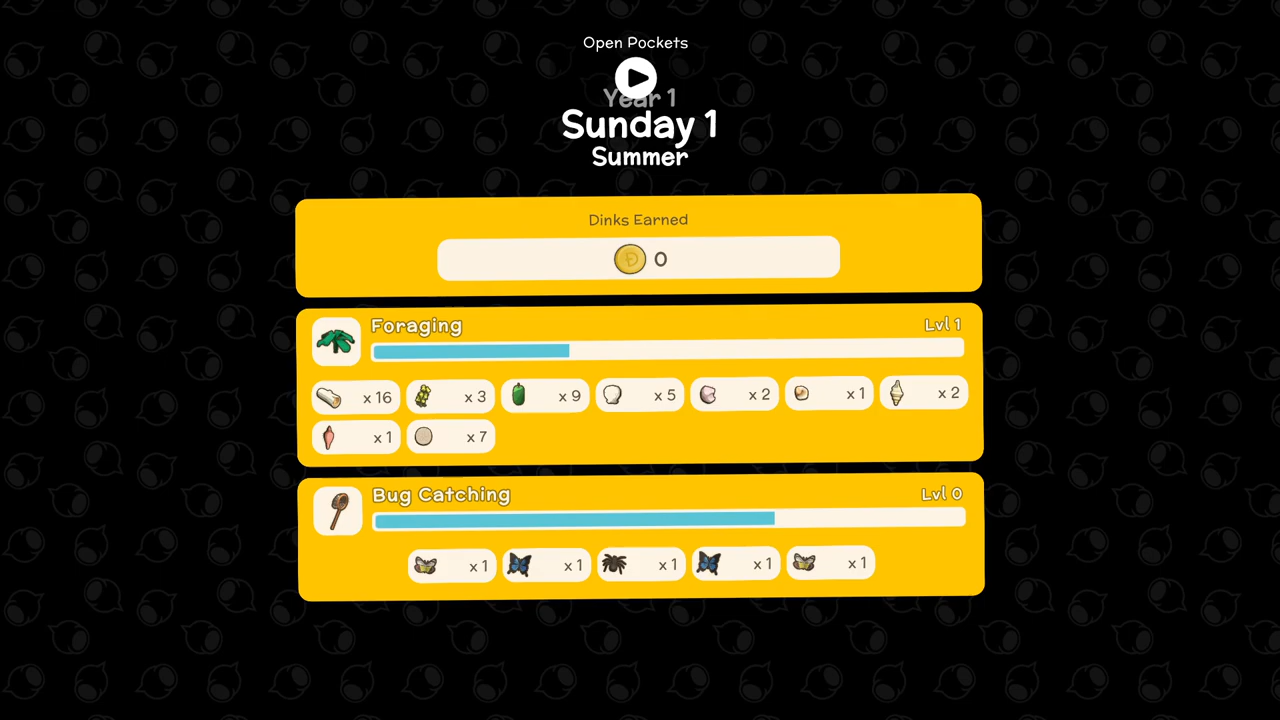 Open Pockets
Year 1
Sunday 1
Summer
Dinks Earned
0
Foraging
Lvl 1
x 16
x 3
x 9
x 5
x 2
x 1
x 2
x 1
x 7
Bug Catching
Lvl 0
x 1
x 1
x 1
x 1
x 1